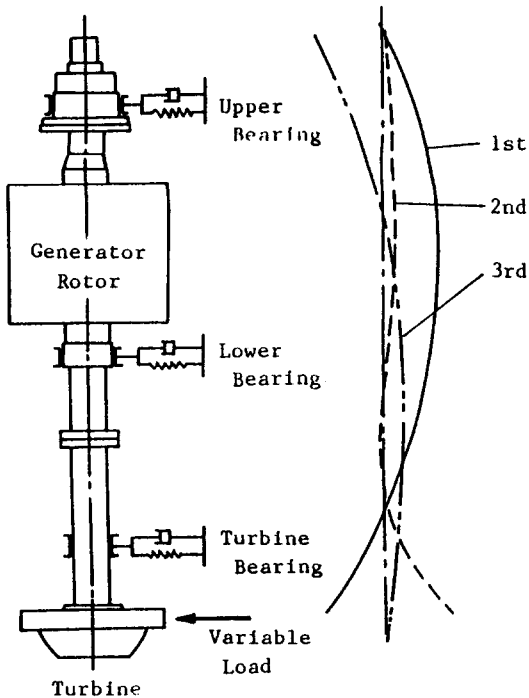 Upper
Bearing
1st
2nd
Generator
Rotor
3rd
Lower
Bearing
Turbine
Bearing
Variable
Load
Turbine